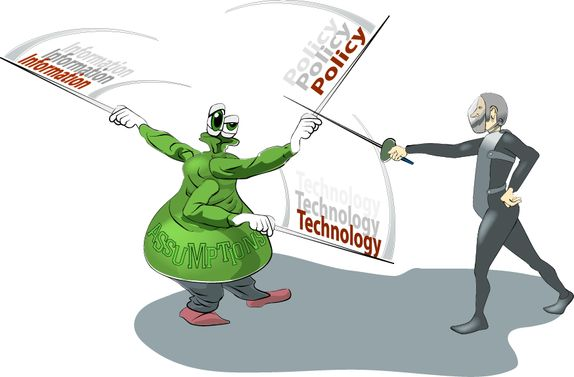 Information
Information
Information
Policy
Policy
Policy
Technology
Technology
Technology
ASSUMPTIONS